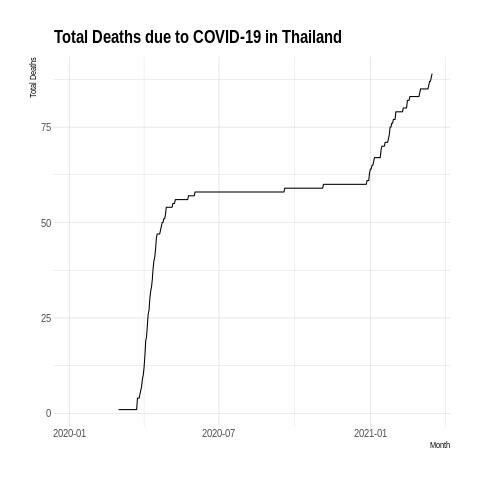 Total Deaths due to COVID-19 in Thailand
Total Deaths
75
50
25
0
2020-01
2020-07
2021-01
Month